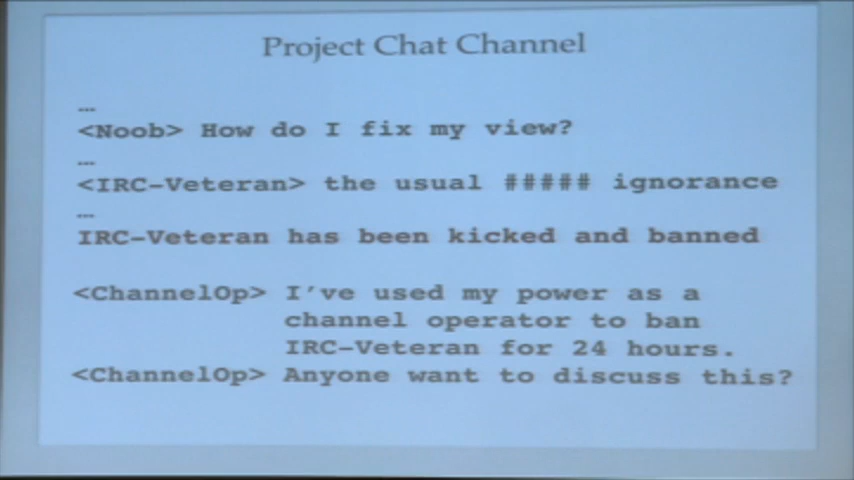 Project Chat Channel
...
<Noob> How do I fix my view?
...
<IRC-Veteran> the usual ##### ignorance
...
IRC-Veteran has been kicked and banned
<ChannelOp> I've used my power as a
channel operator to ban
IRC-Veteran for 24 hours.
<ChannelOp> Anyone want to discuss this?